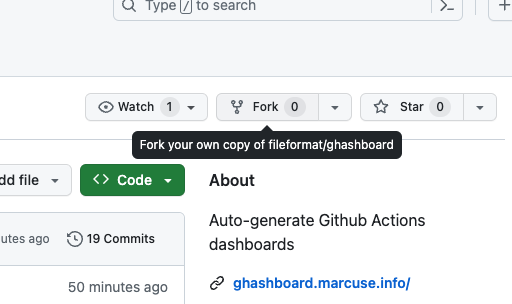 Type / to search
Watch 1
Fork 0
Star 0
Fork your own copy of fileformat/ghashboard
dd file
Code
About
Auto-generate Github Actions
dashboards
utes ago
19 Commits
50 minutes ago
ghashboard.marcuse.info/